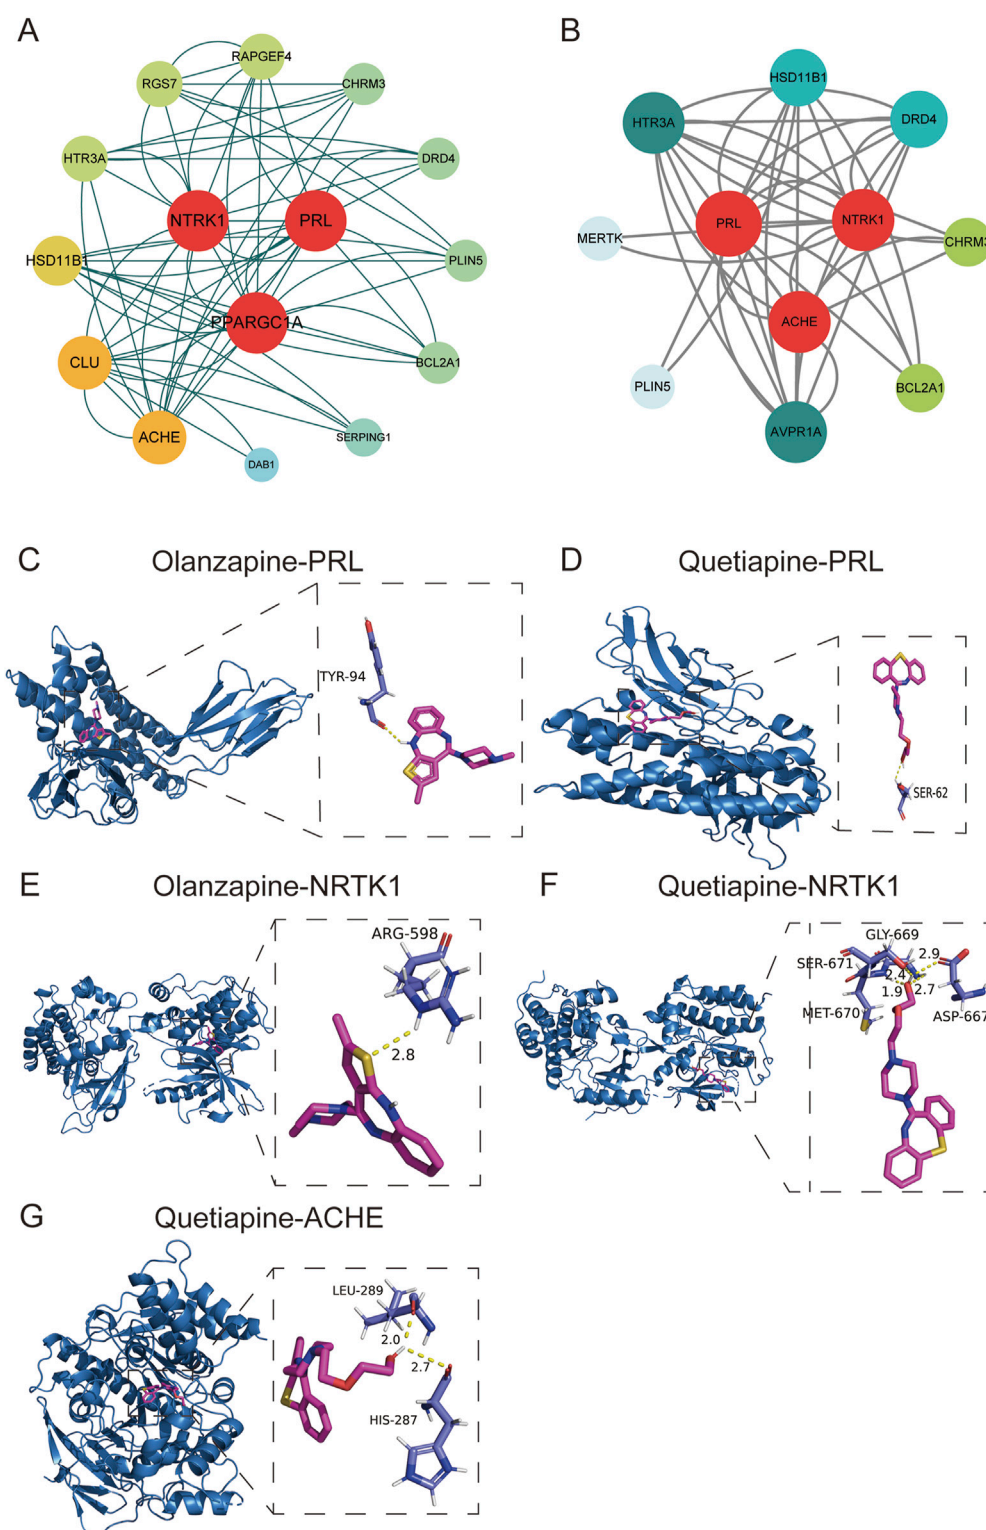 A
B
RAPGEF4
RGS7
CHRM3
HTR3A
DRD4
NTRK1
PRL
HSD11B1
PLIN5
PPARGC1A
CLU
BCL2A1
ACHE
SERPING1
DAB1
HSD11B1
HTR3A
DRD4
PRL
NTRK1
MERTK
CHRM3
ACHE
PLIN5
BCL2A1
AVPR1A
C
Olanzapine-PRL
TYR-94
D
Quetiapine-PRL
SER-62
E
Olanzapine-NRTK1
ARG-598
2.8
F
Quetiapine-NRTK1
GLY-669
2.9
SER-671
2.4
1.9
2.7
MET-670
ASP-667
G
Quetiapine-ACHE
LEU-289
2.0
2.7
HIS-287